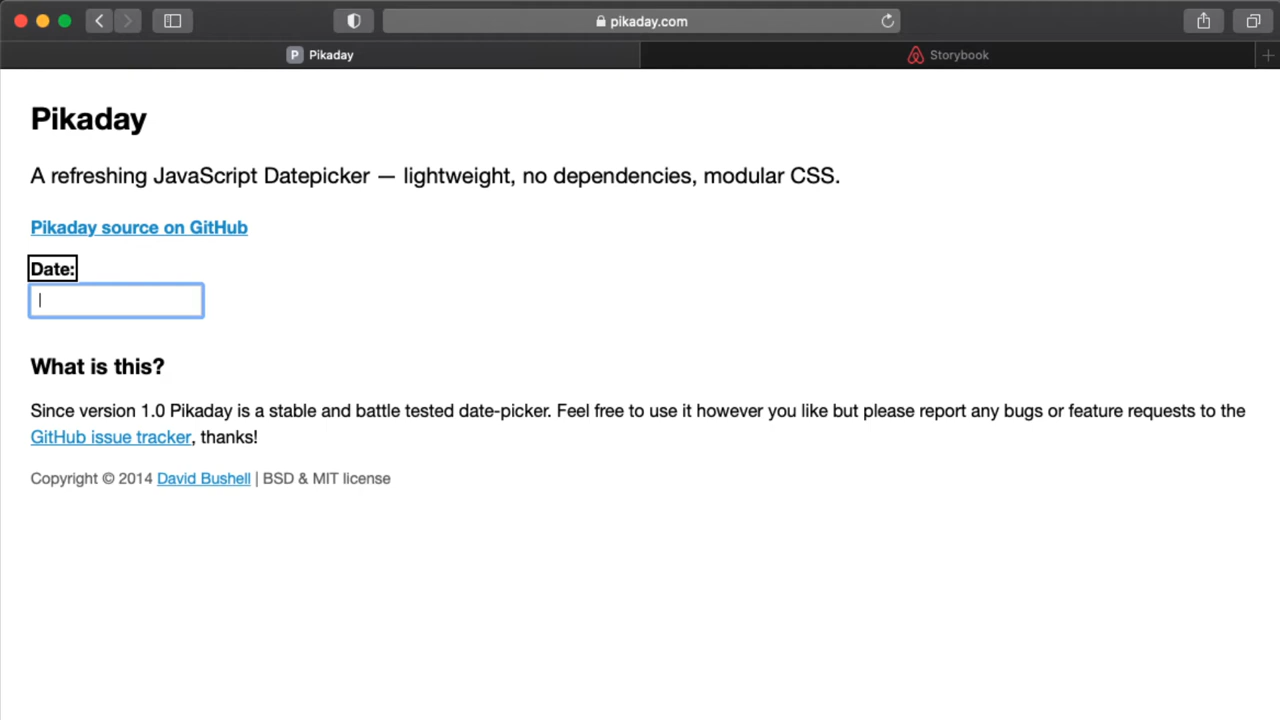 pikaday.com
P Pikaday
Storybook
Pikaday
A refreshing JavaScript Datepicker — lightweight, no dependencies, modular CSS.
Pikaday source on GitHub
Date:
What is this?
Since version 1.0 Pikaday is a stable and battle tested date-picker. Feel free to use it however you like but please report any bugs or feature requests to the
GitHub issue tracker, thanks!
Copyright © 2014 David Bushell | BSD & MIT license